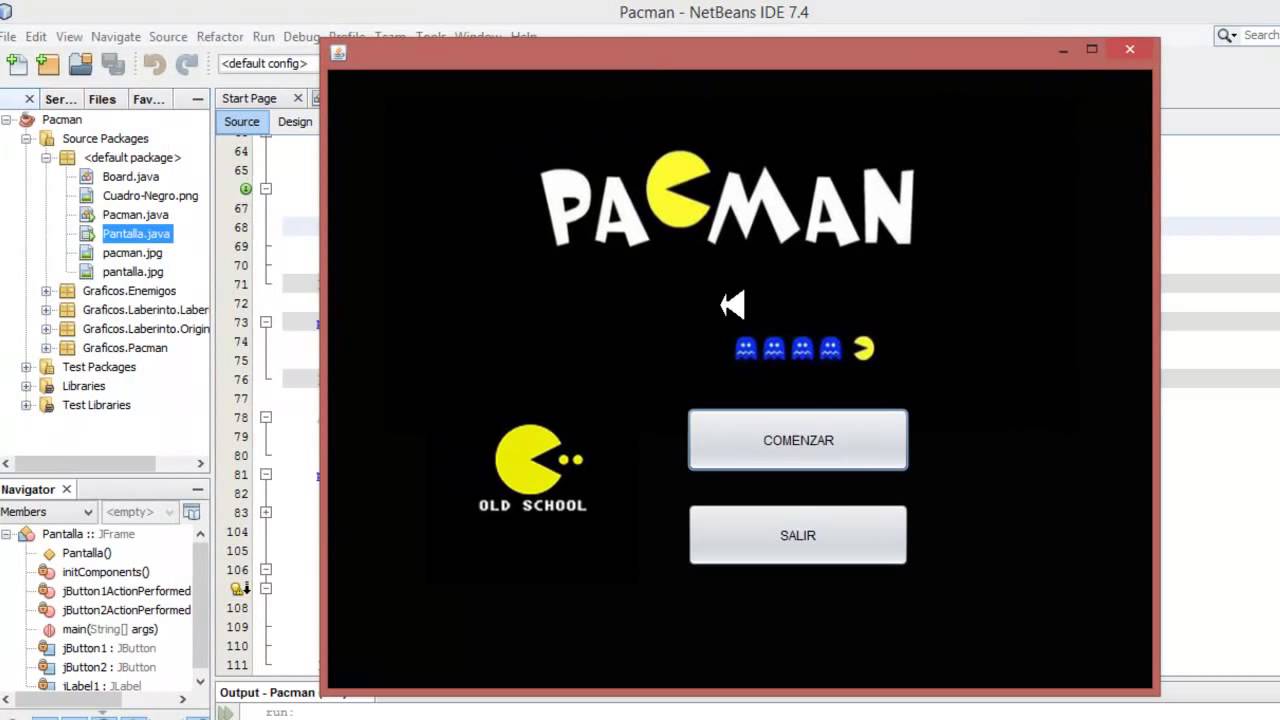 Pacman - NetBeans IDE 7.4
File Edit View Navigate Source Refactor Run Debug Profile Team Tools Window Help
Search
<default config>
Ser... Files Fav...
Start Page
Source Design
Pacman
Source Packages
<default package>
Board.java
Cuadro-Negro.png
Pacman.java
Pantalla.java
pacman.jpg
pantalla.jpg
Graficos.Enemigos
Graficos.Laberinto.Laber
Graficos.Laberinto.Origin
Graficos.Pacman
Test Packages
Libraries
Test Libraries
Navigator
Members <empty>
Pantalla :: JFrame
Pantalla()
initComponents()
jButton1ActionPerformed
jButton2ActionPerformed
main(String[] args)
jButton1 : JButton
jButton2 : JButton
jLabel1 : JLabel
64
65
67
68
69
70
71
72
73
74
75
76
77
78
79
80
81
82
83
104
105
106
108
109
110
111
PACMAN
COMENZAR
OLD SCHOOL
SALIR
Output - Pacman
run: